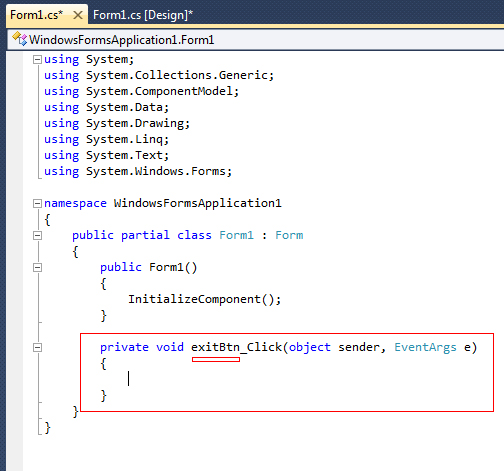 Form1.cs* Form1.cs [Design]*
WindowsFormsApplication1.Form1
using System;
using System.Collections.Generic;
using System.ComponentModel;
using System.Data;
using System.Drawing;
using System.Linq;
using System.Text;
using System.Windows.Forms;
namespace WindowsFormsApplication1
{
public partial class Form1 : Form
{
public Form1()
{
InitializeComponent();
}
private void exitBtn_Click(object sender, EventArgs e)
{
}
}
}